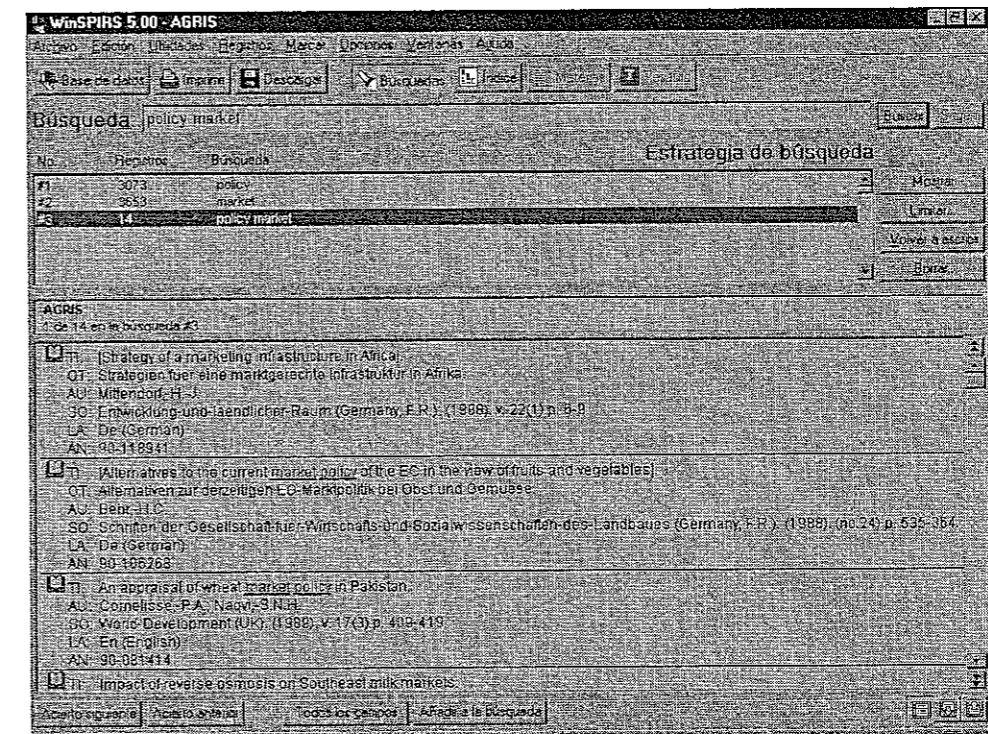 WinSPIRS 5.00 - AGRIS
Archivo Edición Utilidades Registros Marcar Opciones Ventanas Ayuda
Base de datos Imprimir Descargar Búsquedas Índice
Búsqueda policy market Buscar
Estrategia de búsqueda
No. Registros Búsqueda
#1 3073 policy Mostrar
#2 9653 market Limitar
#3 14 policy market
Volver a escribir
Borrar
AGRIS
1 de 14 en la búsqueda #3
TI: [Strategy of a marketing infrastructure in Africa]
OT: Strategien fuer eine marktgerechte Infrastruktur in Afrika.
AU: Mittendorf,-H.-J.
SO: Entwicklung-und-laendlicher-Raum (Germany, F.R.). (1988). v. 22(1) p. 6-9
LA: De (German)
AN: 90-118941
TI: [Alternatives to the current market policy of the EC in the view of fruits and vegetables]
OT: Alternativen zur derzeitigen EG-Marktpolitik bei Obst und Gemuese.
AU: Behr,-H.C.
SO: Schriften der Gesellschaft-fuer-Wirtschafts-und-Sozialwissenschaften-des-Landbaues (Germany, F.R.). (1988). (no.24) p.
LA: De (German)
AN: 90-106268
TI: An appraisal of wheat market policy in Pakistan.
AU: Cornelisse,-P.A.; Naqvi,-S.N.H.
SO: World-Development (UK). (1989). v. 17(3) p. 409-419
LA: En (English)
AN: 90-081414
TI: Impact of reverse osmosis on Southeast milk markets.
Acierto siguiente Acierto anterior Todos los campos Añadir a la búsqueda